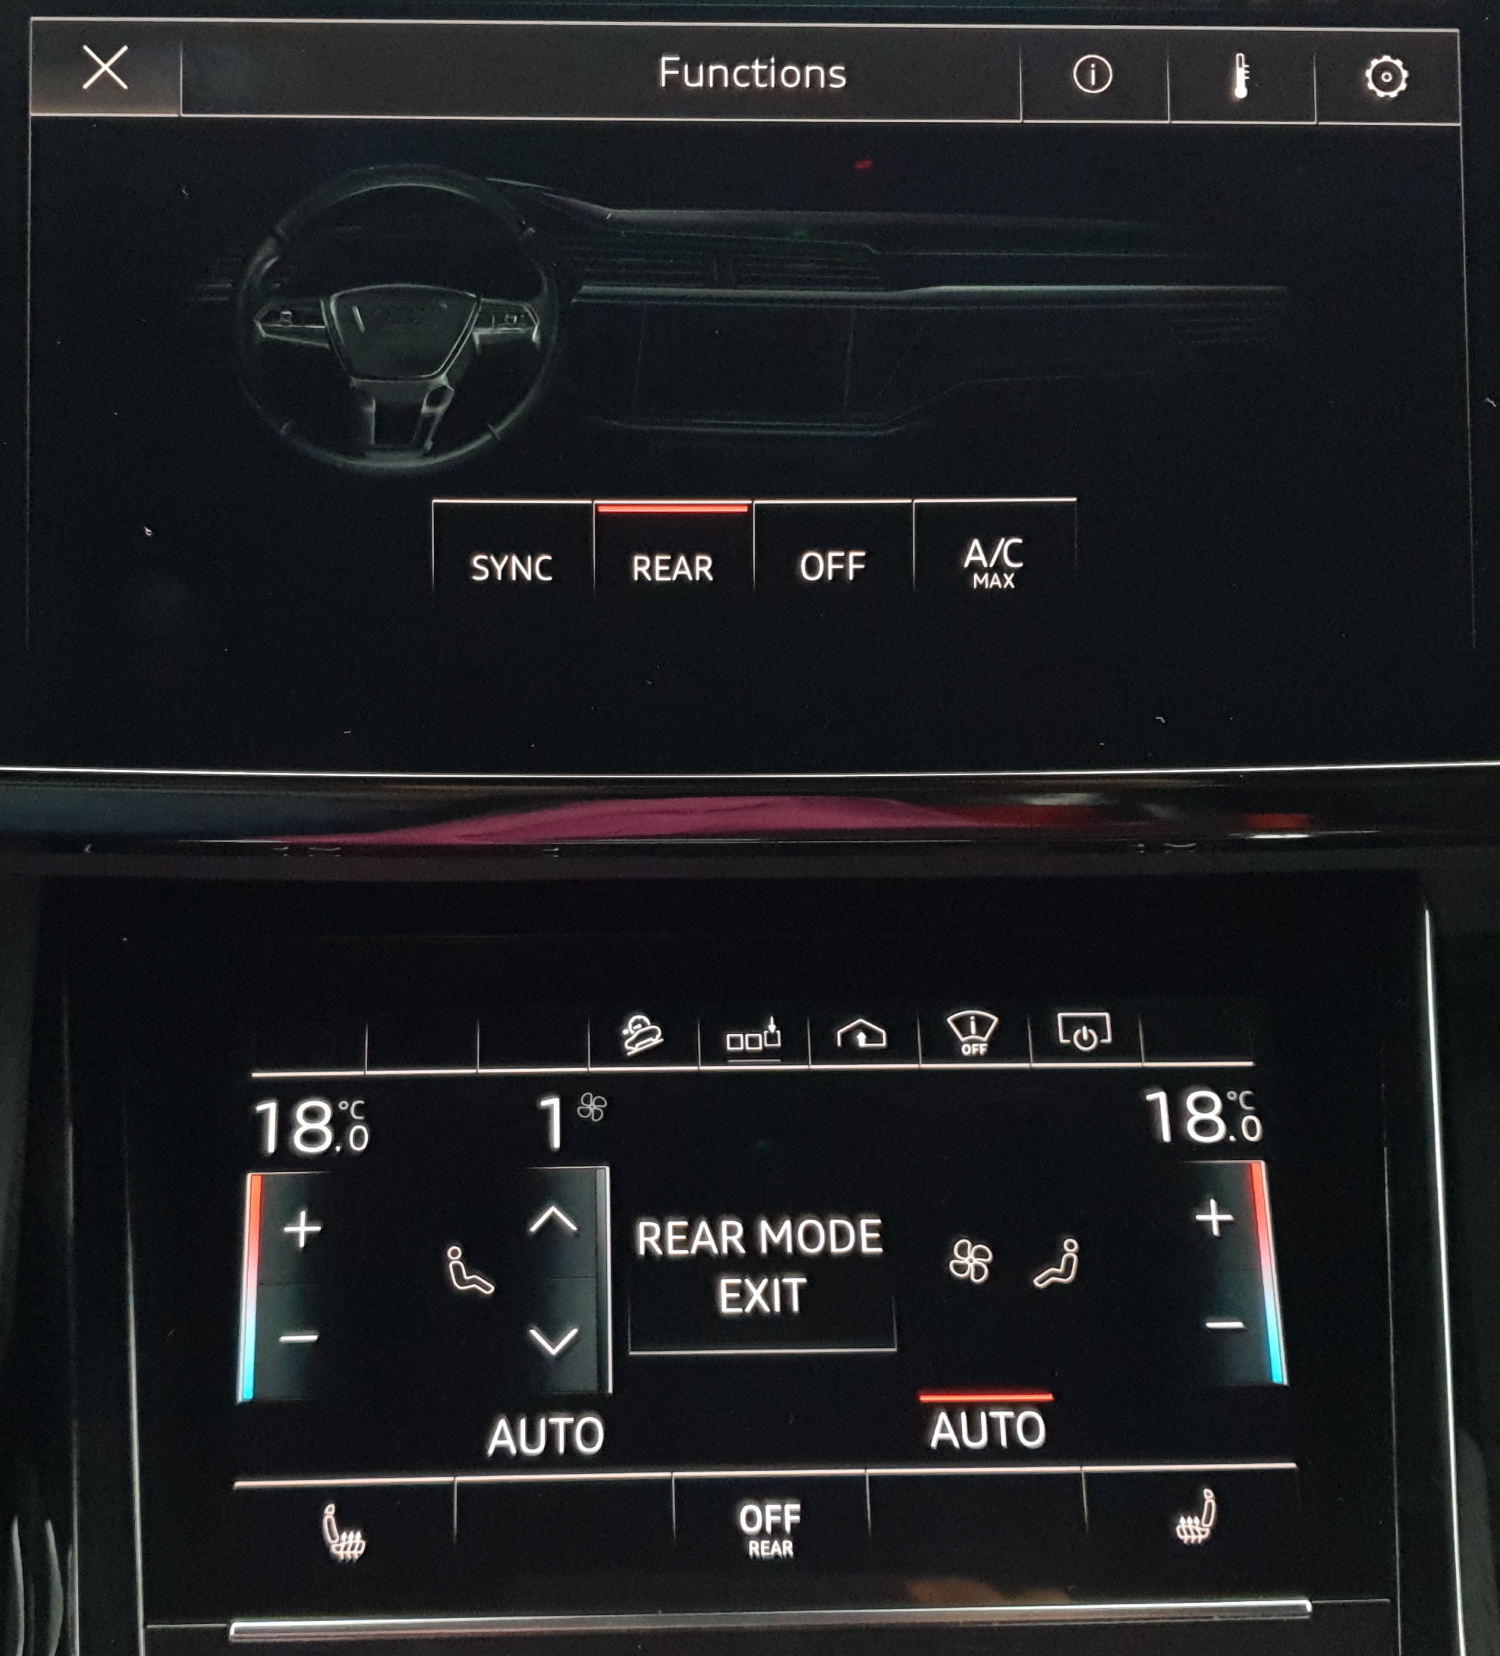 Functions
SYNC REAR OFF A/C
MAX
OFF
18.0 °C 1 18.0 °C
REAR MODE
EXIT
AUTO AUTO
OFF
REAR